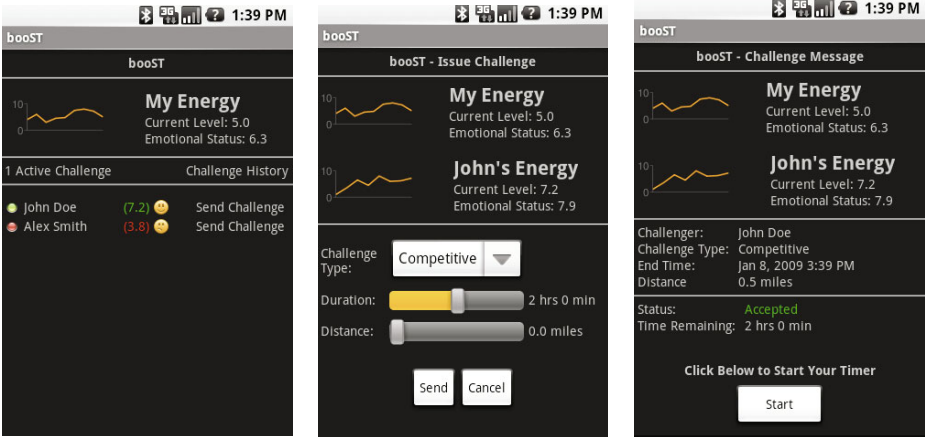 3G ? 1:39 PM
booST
booST
10
0
My Energy
Current Level: 5.0
Emotional Status: 6.3
1 Active Challenge Challenge History
John Doe (7.2) Send Challenge
Alex Smith (3.8) Send Challenge
3G ? 1:39 PM
booST
booST - Issue Challenge
10
0
My Energy
Current Level: 5.0
Emotional Status: 6.3
10
0
John's Energy
Current Level: 7.2
Emotional Status: 7.9
Challenge
Type:
Competitive
Duration: 2 hrs 0 min
Distance: 0.0 miles
Send Cancel
3G ? 1:39 PM
booST
booST - Challenge Message
10
0
My Energy
Current Level: 5.0
Emotional Status: 6.3
10
0
John's Energy
Current Level: 7.2
Emotional Status: 7.9
Challenger: John Doe
Challenge Type: Competitive
End Time: Jan 8, 2009 3:39 PM
Distance 0.5 miles
Status: Accepted
Time Remaining: 2 hrs 0 min
Click Below to Start Your Timer
Start